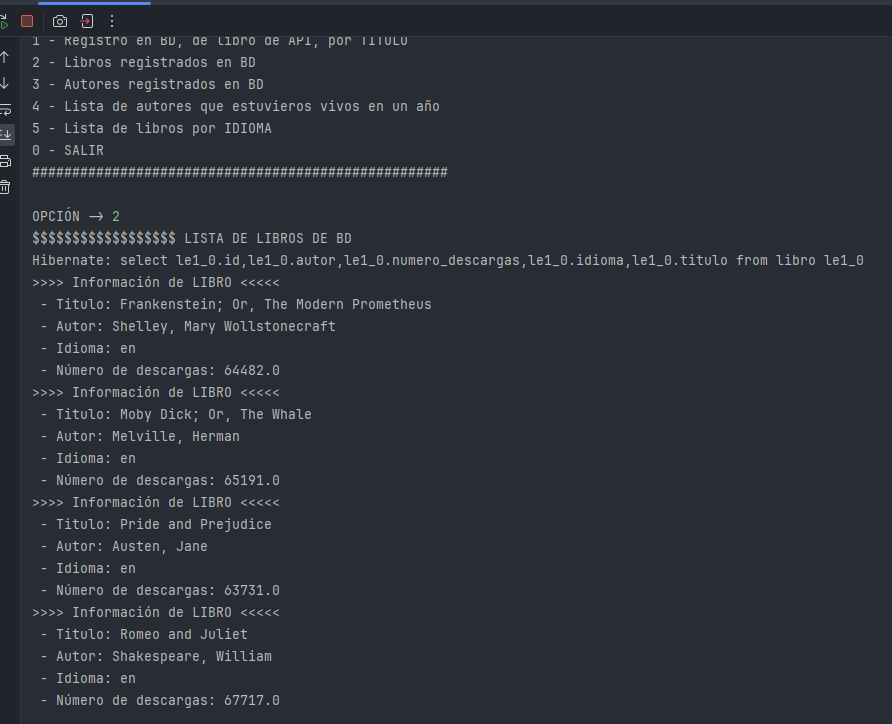 1 - Registro en BD, de libro de API, por TITULO
2 - Libros registrados en BD
3 - Autores registrados en BD
4 - Lista de autores que estuvieros vivos en un año
5 - Lista de libros por IDIOMA
0 - SALIR
####################################################
OPCIÓN —> 2
$$$$$$$$$$$$$$$$$$ LISTA DE LIBROS DE BD
Hibernate: select le1_0.id,le1_0.autor,le1_0.numero_descargas,le1_0.idioma,le1_0.titulo from libro le1_0
>>>> Información de LIBRO <<<<<
- Titulo: Frankenstein; Or, The Modern Prometheus
- Autor: Shelley, Mary Wollstonecraft
- Idioma: en
- Número de descargas: 64482.0
>>>> Información de LIBRO <<<<<
- Titulo: Moby Dick; Or, The Whale
- Autor: Melville, Herman
- Idioma: en
- Número de descargas: 65191.0
>>>> Información de LIBRO <<<<<
- Titulo: Pride and Prejudice
- Autor: Austen, Jane
- Idioma: en
- Número de descargas: 63731.0
>>>> Información de LIBRO <<<<<
- Titulo: Romeo and Juliet
- Autor: Shakespeare, William
- Idioma: en
- Número de descargas: 67717.0